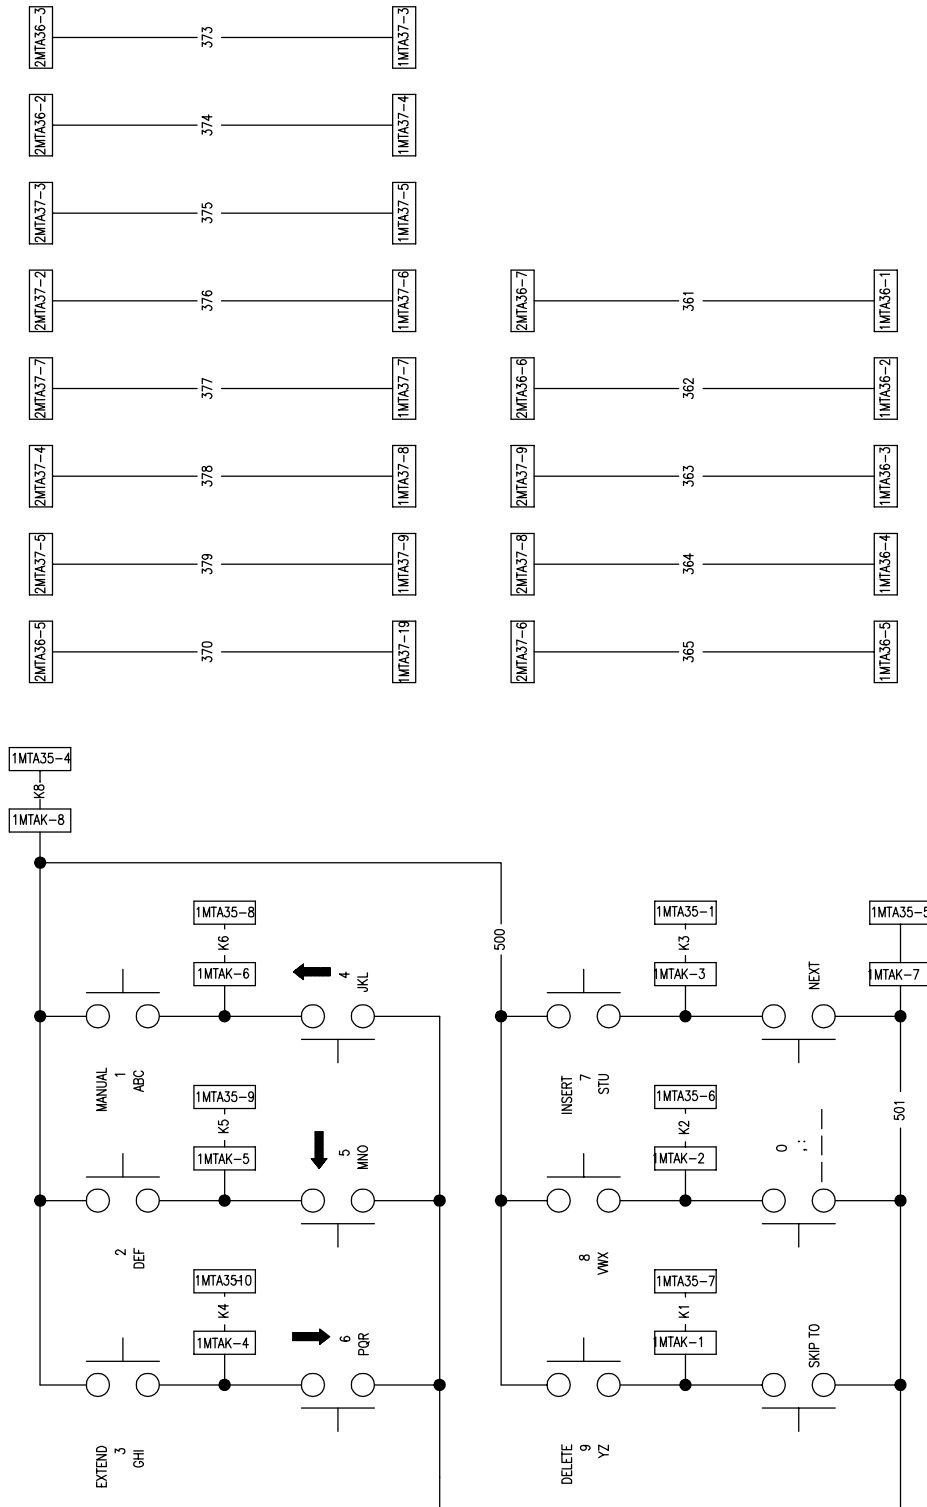 2MTA36-3
373
1MTA37-3
2MTA36-2
374
1MTA37-4
2MTA37-3
375
1MTA37-5
2MTA37-2
376
1MTA37-6
2MTA36-7
361
1MTA36-1
2MTA37-7
377
1MTA37-7
2MTA36-6
362
1MTA36-2
2MTA37-4
378
1MTA37-8
2MTA37-9
363
1MTA36-3
2MTA37-5
379
1MTA37-9
2MTA37-8
364
1MTA36-4
2MTA36-5
370
1MTA37-19
2MTA37-6
365
1MTA36-5
1MTA35-4
K8
1MTAK-8
1MTA35-8
K6
1MTAK-6
500
1MTA35-1
K3
1MTAK-3
1MTA35-5
1MTAK-7
MANUAL
1
ABC
4
JKL
INSERT
7
STU
NEXT
1MTA35-9
K5
1MTAK-5
1MTA35-6
K2
1MTAK-2
501
2
DEF
5
MNO
8
VWX
0
, :
1MTA35-10
K4
1MTAK-4
1MTA35-7
K1
1MTAK-1
EXTEND
3
GHI
6
PQR
DELETE
9
YZ
SKIP TO